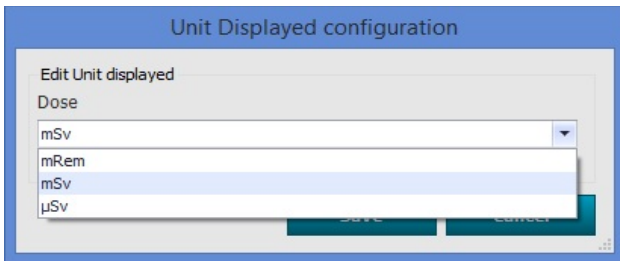 Unit Displayed configuration
Edit Unit displayed
Dose
mSv
mRem
mSv
µSv